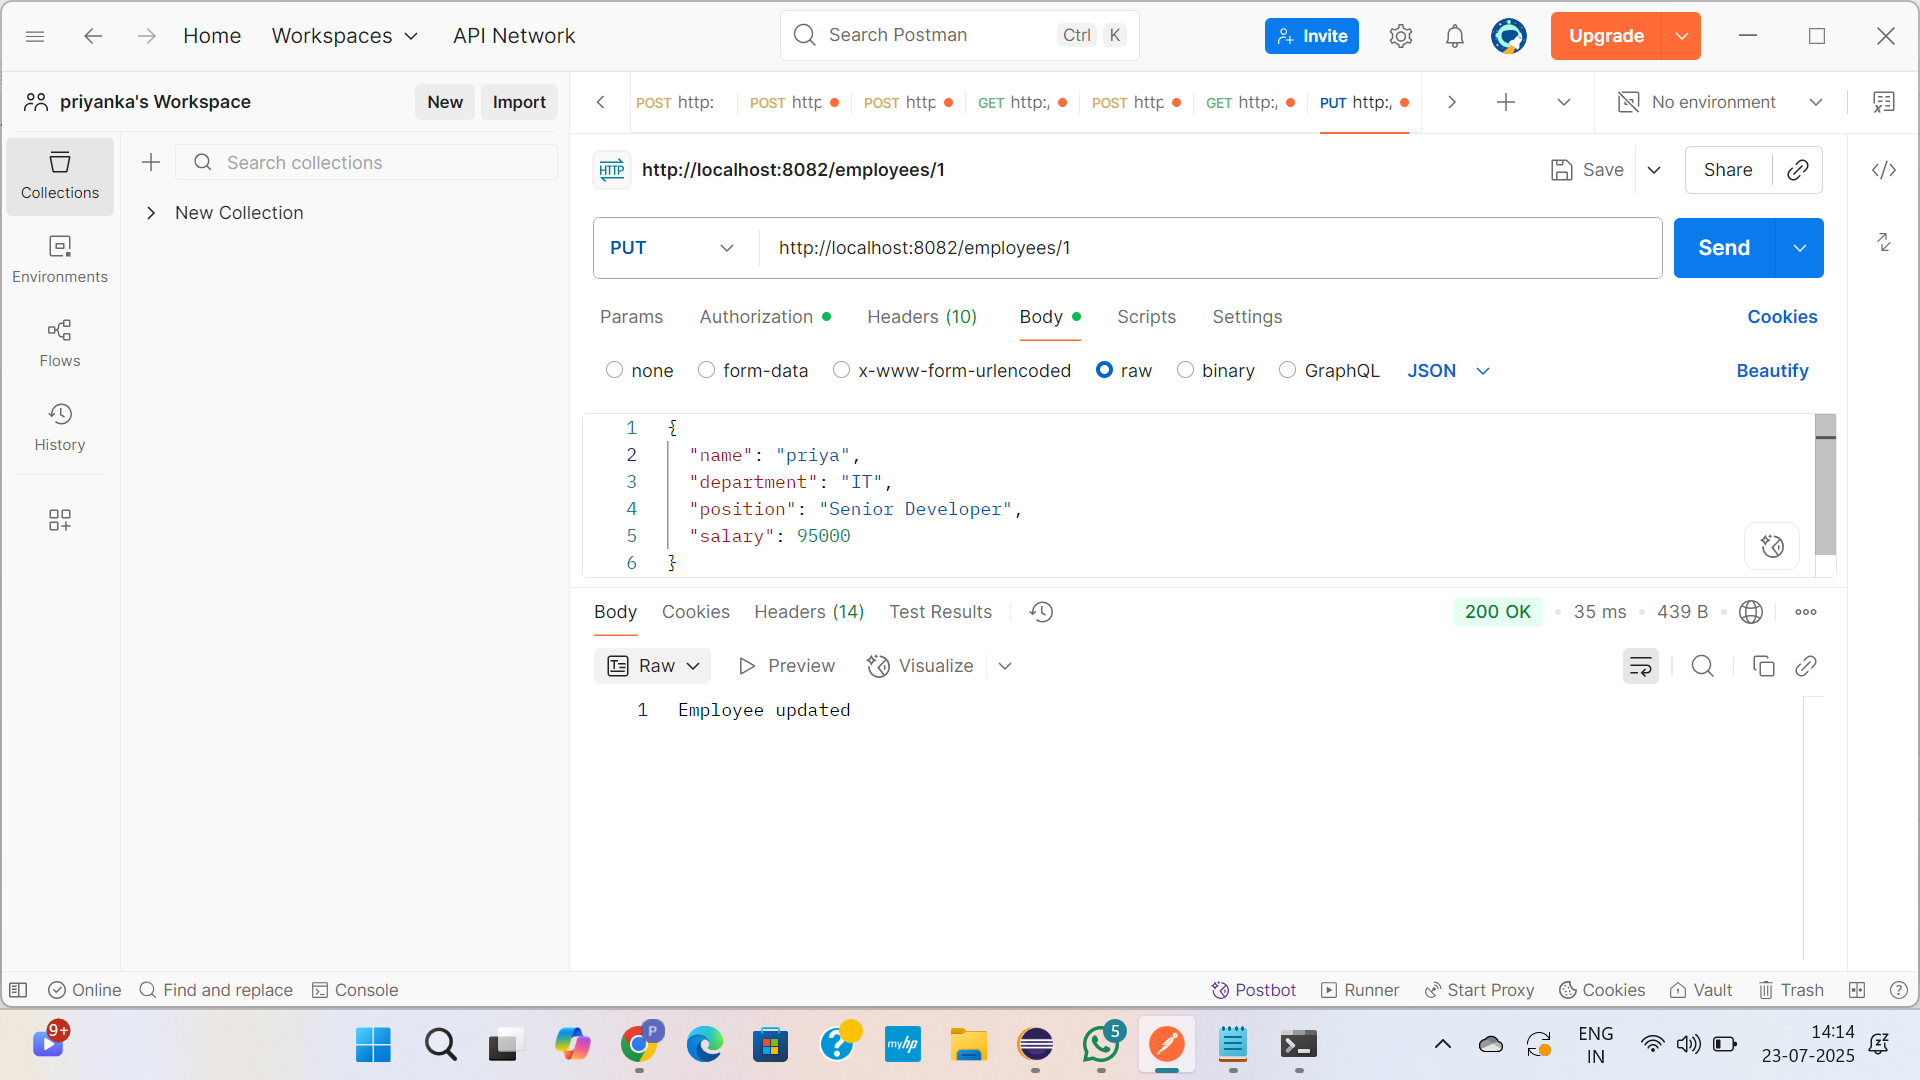 Home Workspaces API Network Search Postman Ctrl K Invite Upgrade
priyanka's Workspace New Import POST http: POST http POST http GET http:/ POST http GET http:/ PUT http:/ No environment
Collections
Search collections
New Collection
Environments
Flows
History
HTTP http://localhost:8082/employees/1 Save Share
PUT http://localhost:8082/employees/1 Send
Params Authorization Headers (10) Body Scripts Settings Cookies
none form-data x-www-form-urlencoded raw binary GraphQL JSON Beautify
1 {
2 "name": "priya",
3 "department": "IT",
4 "position": "Senior Developer",
5 "salary": 95000
6 }
Body Cookies Headers (14) Test Results 200 OK 35 ms 439 B
Raw Preview Visualize
1 Employee updated
Online Find and replace Console Postbot Runner Start Proxy Cookies Vault Trash
9+ P myhp 5 ENG IN 14:14
23-07-2025